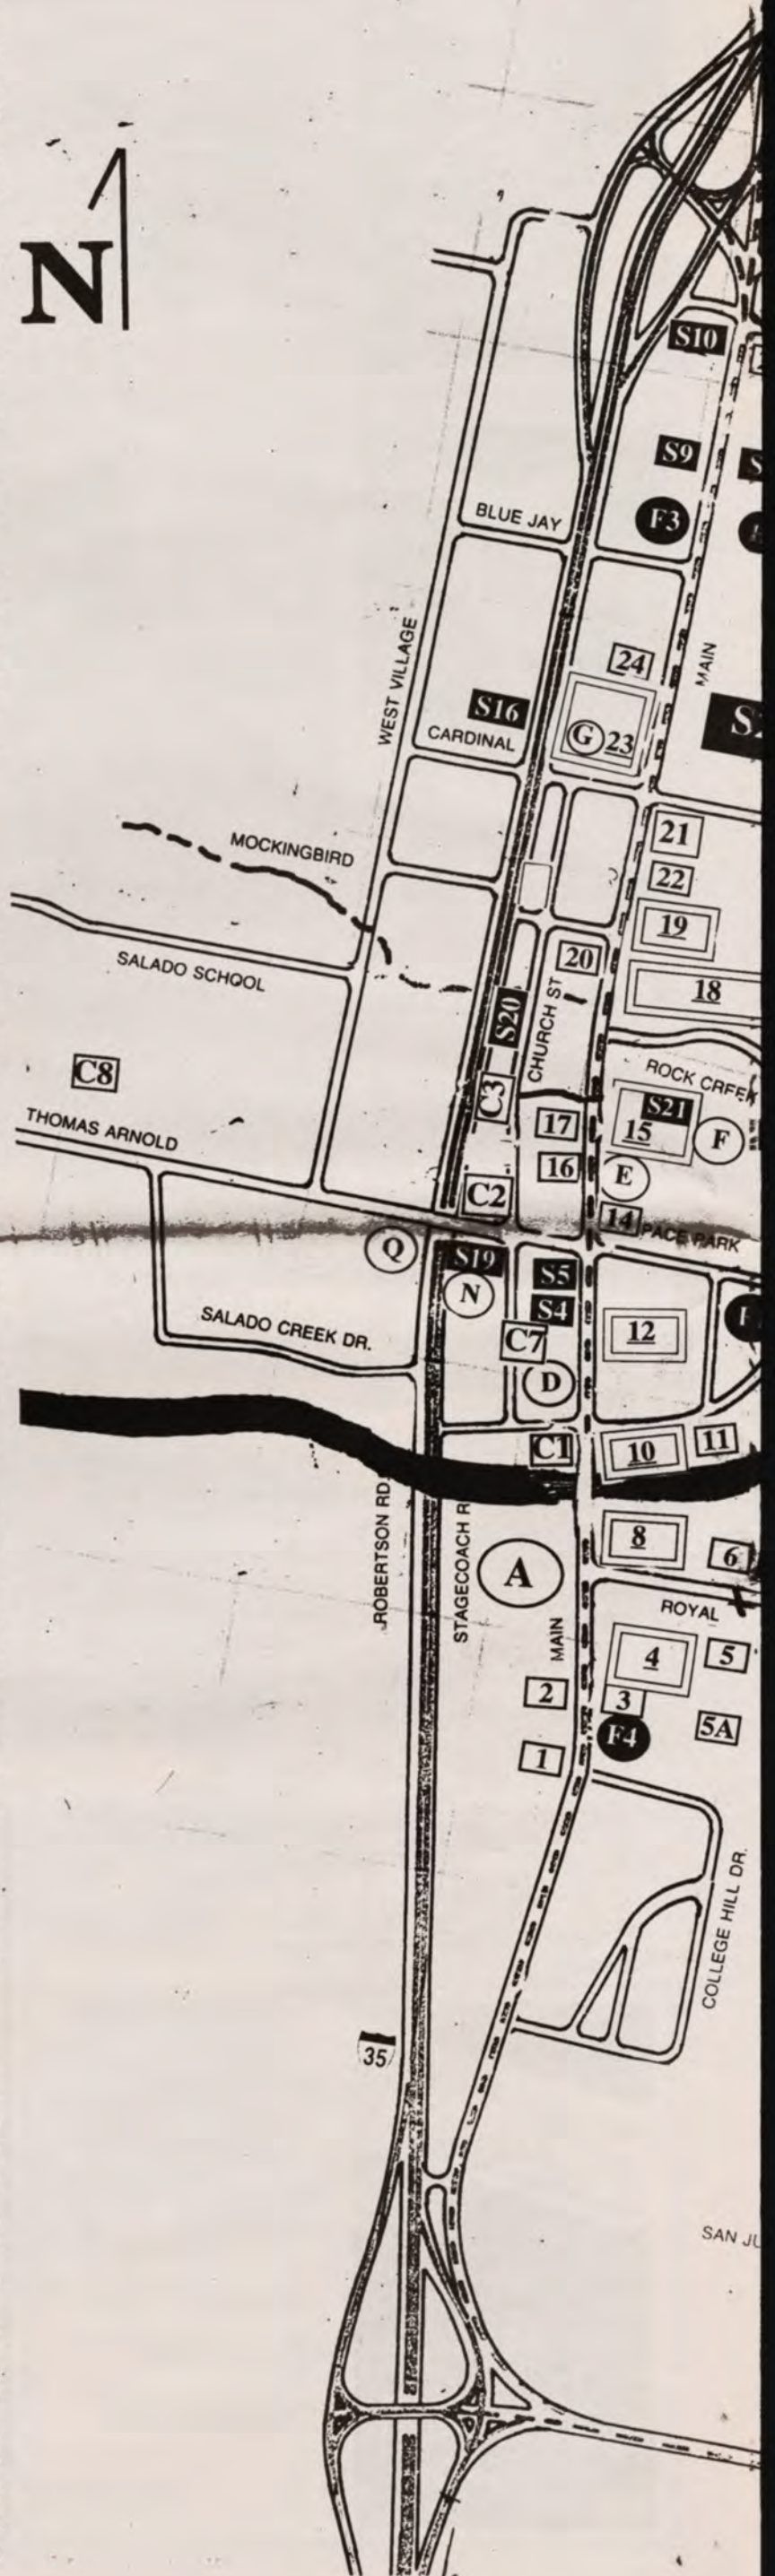 N
S10
S9
BLUE JAY
F3
WEST VILLAGE
24
MAIN
S16
CARDINAL
G 23
MOCKINGBIRD
21
22
19
SALADO SCHOOL
20
18
S20
CHURCH ST
C8
C3
ROCK CREEK
S21
THOMAS ARNOLD
17
15
F
16
E
C2
14
PACE PARK
Q
S19
S5
N
S4
SALADO CREEK DR.
C7
12
D
C1
10
11
ROBERTSON RD.
STAGECOACH R
8
6
A
ROYAL
MAIN
4
5
2
3
5A
F4
1
COLLEGE HILL DR.
35
SAN JU